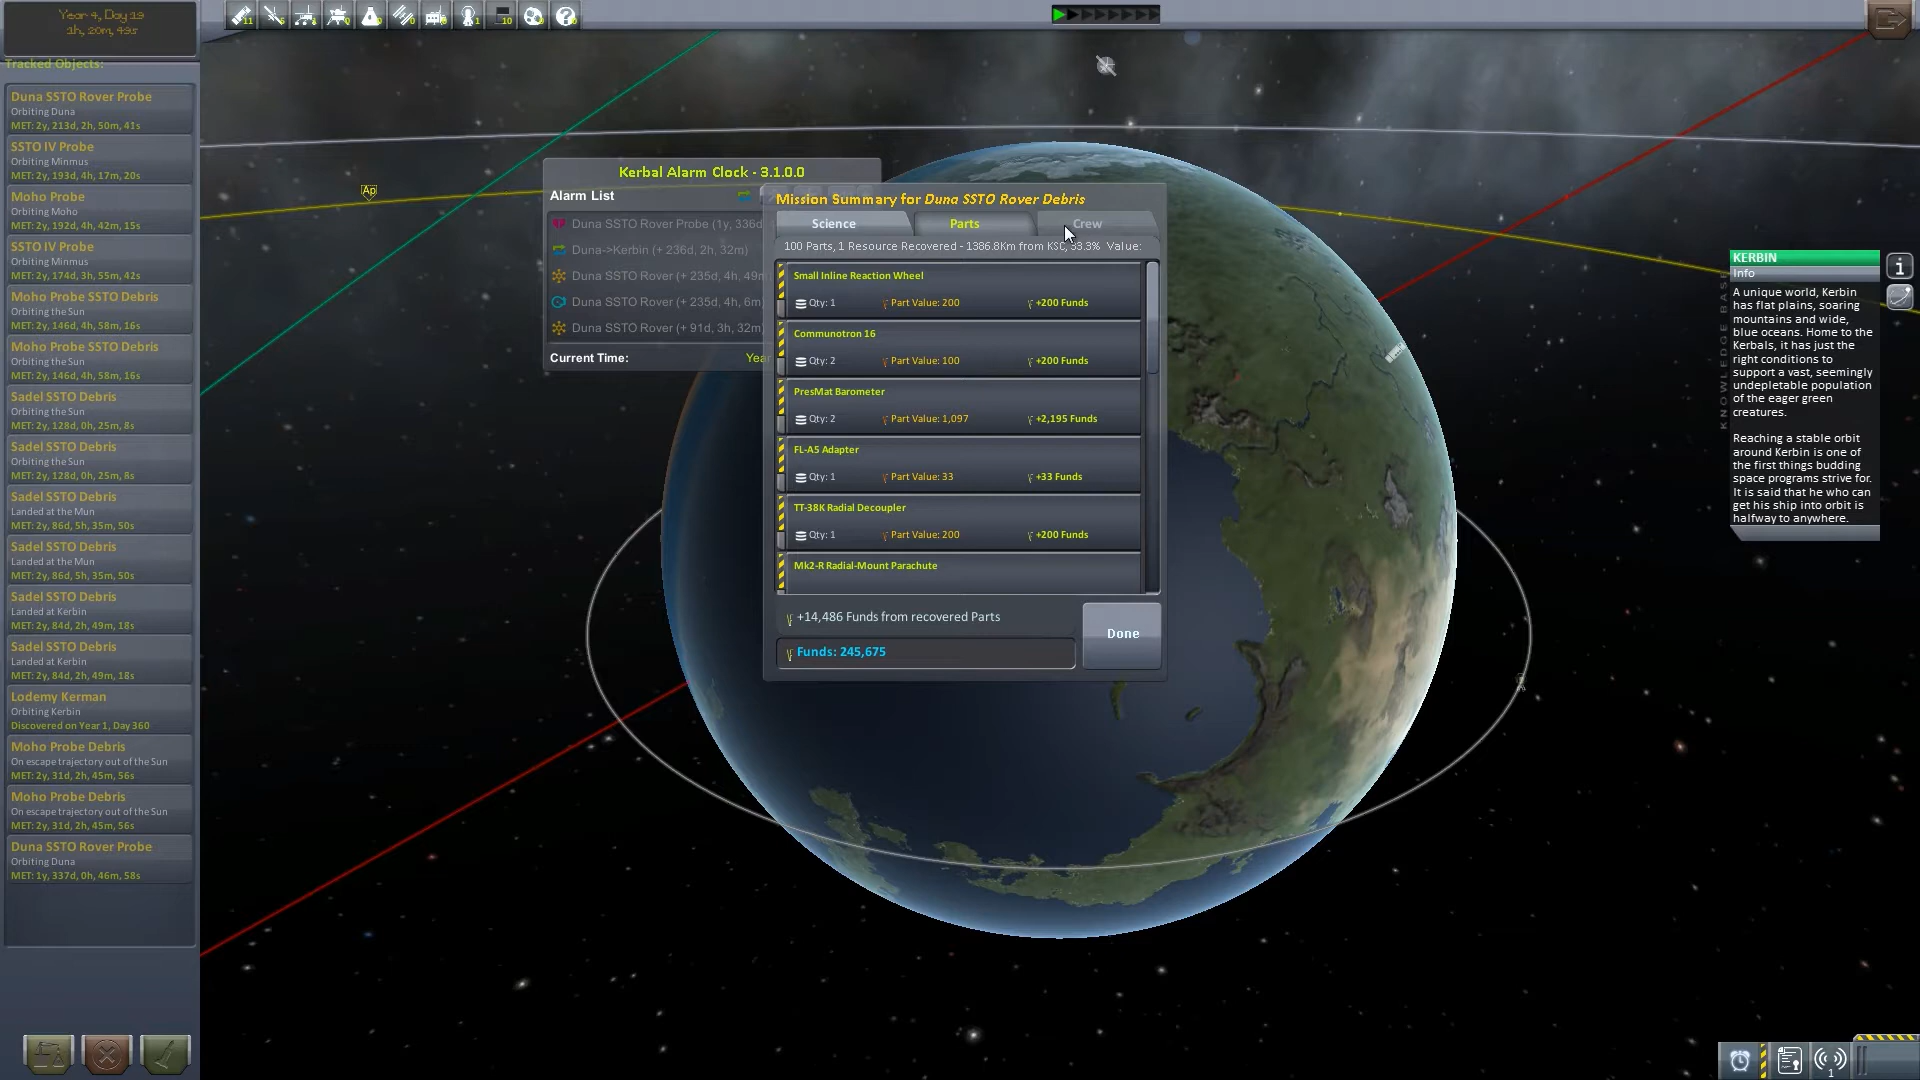 Year 4, Day 19
1h, 20m, 49s
Tracked Objects:
Duna SSTO Rover Probe
Orbiting Duna
MET: 2y, 213d, 2h, 50m, 41s
SSTO IV Probe
Orbiting Minmus
MET: 2y, 193d, 4h, 17m, 20s
Moho Probe
Orbiting Moho
MET: 2y, 192d, 4h, 42m, 15s
SSTO IV Probe
Orbiting Minmus
MET: 2y, 174d, 3h, 55m, 42s
Moho Probe SSTO Debris
Orbiting the Sun
MET: 2y, 146d, 4h, 58m, 16s
Moho Probe SSTO Debris
Orbiting the Sun
MET: 2y, 146d, 4h, 58m, 16s
Sadel SSTO Debris
Orbiting the Sun
MET: 2y, 128d, 0h, 25m, 8s
Sadel SSTO Debris
Orbiting the Sun
MET: 2y, 128d, 0h, 25m, 8s
Sadel SSTO Debris
Landed at the Mun
MET: 2y, 86d, 5h, 35m, 50s
Sadel SSTO Debris
Landed at the Mun
MET: 2y, 86d, 5h, 35m, 50s
Sadel SSTO Debris
Landed at Kerbin
MET: 2y, 84d, 2h, 49m, 18s
Sadel SSTO Debris
Landed at Kerbin
MET: 2y, 84d, 2h, 49m, 18s
Lodemy Kerman
Orbiting Kerbin
Discovered on Year 1, Day 360
Moho Probe Debris
On escape trajectory out of the Sun
MET: 2y, 31d, 2h, 45m, 56s
Moho Probe Debris
On escape trajectory out of the Sun
MET: 2y, 31d, 2h, 45m, 56s
Duna SSTO Rover Probe
Orbiting Duna
MET: 1y, 337d, 0h, 46m, 58s
Ap
Kerbal Alarm Clock - 3.1.0.0
Alarm List
Duna SSTO Rover Probe (1y, 336d
Duna->Kerbin (+ 236d, 2h, 32m)
Duna SSTO Rover (+ 235d, 4h, 49m
Duna SSTO Rover (+ 235d, 4h, 6m)
Duna SSTO Rover (+ 91d, 3h, 32m)
Current Time:
Year
Mission Summary for Duna SSTO Rover Debris
Science
Parts
Crew
100 Parts, 1 Resource Recovered - 1386.8Km from KSC, 33.3% Value:
Small Inline Reaction Wheel
Qty: 1
Part Value: 200
+200 Funds
Communotron 16
Qty: 2
Part Value: 100
+200 Funds
PresMat Barometer
Qty: 2
Part Value: 1,097
+2,195 Funds
FL-A5 Adapter
Qty: 1
Part Value: 33
+33 Funds
TT-38K Radial Decoupler
Qty: 1
Part Value: 200
+200 Funds
Mk2-R Radial-Mount Parachute
+14,486 Funds from recovered Parts
Funds: 245,675
Done
KNOWLEDGE BASE
KERBIN
Info
A unique world, Kerbin
has flat plains, soaring
mountains and wide,
blue oceans. Home to the
Kerbals, it has just the
right conditions to
support a vast, seemingly
undepletable population
of the eager green
creatures.
Reaching a stable orbit
around Kerbin is one of
the first things budding
space programs strive for.
It is said that he who can
get his ship into orbit is
halfway to anywhere.
1